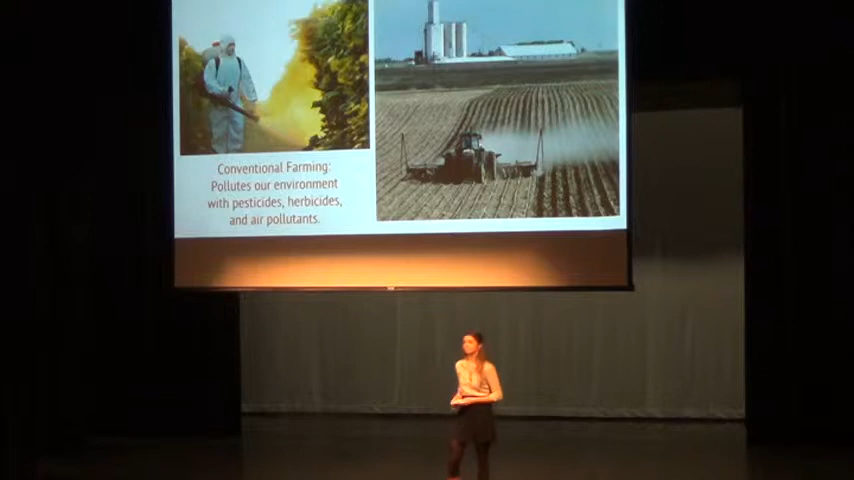 Conventional Farming:
Pollutes our environment
with pesticides, herbicides,
and air pollutants.